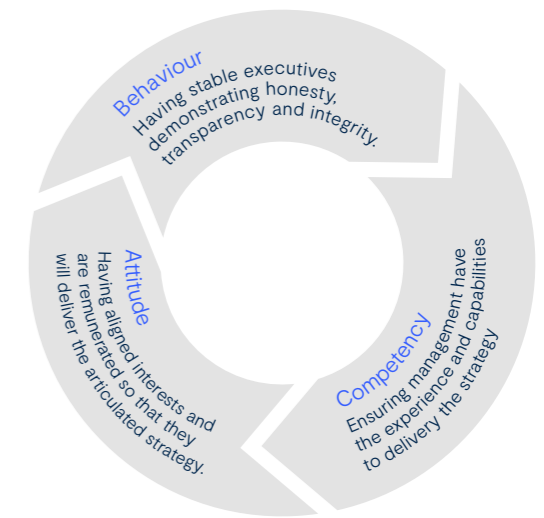 Behaviour
Having stable executives
demonstrating honesty,
transparency and integrity.
Competency
Ensuring management have
the experience and capabilities
to delivery the strategy
Attitude
Having aligned interests and
are remunerated so that they
will deliver the articulated strategy.